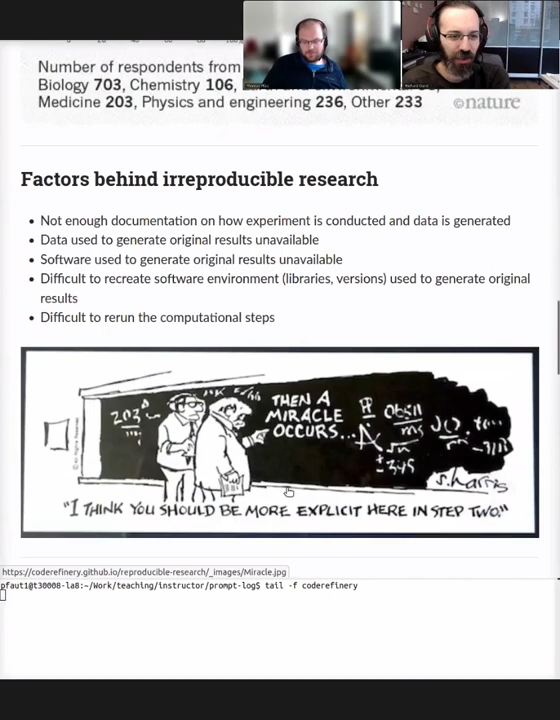 Number of respondents from
Biology 703, Chemistry 106,
Medicine 203, Physics and engineering 236, Other 233
©nature
Factors behind irreproducible research
Not enough documentation on how experiment is conducted and data is generated
Data used to generate original results unavailable
Software used to generate original results unavailable
Difficult to recreate software environment (libraries, versions) used to generate original
results
Difficult to rerun the computational steps
THEN A
MIRACLE
OCCURS...
s.harris
"I THINK YOU SHOULD BE MORE EXPLICIT HERE IN STEP TWO."
https://coderefinery.github.io/reproducible-research/_images/Miracle.jpg
pfaut1@t30008-la8:~/Work/teaching/instructor/prompt-log$ tail -f coderefinery